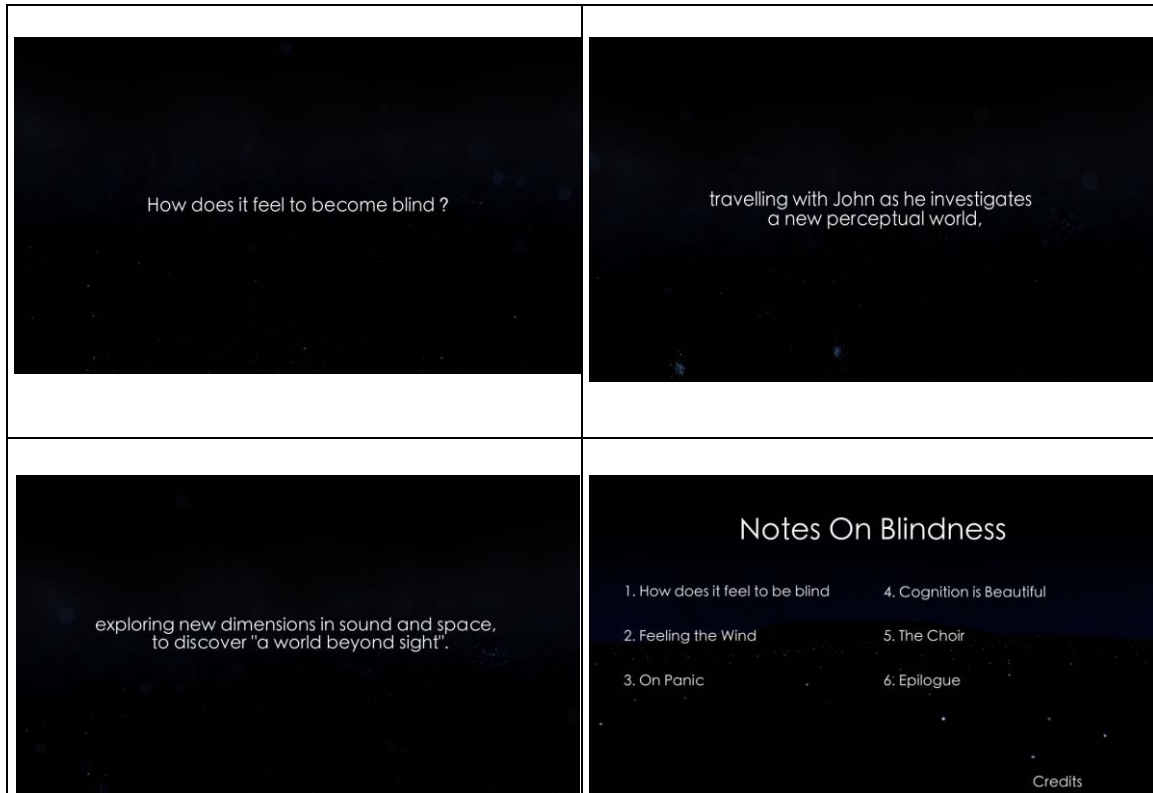 How does it feel to become blind ?
travelling with John as he investigates
a new perceptual world,
exploring new dimensions in sound and space,
to discover "a world beyond sight".
Notes On Blindness
1. How does it feel to be blind
2. Feeling the Wind
3. On Panic
4. Cognition is Beautiful
5. The Choir
6. Epilogue
Credits